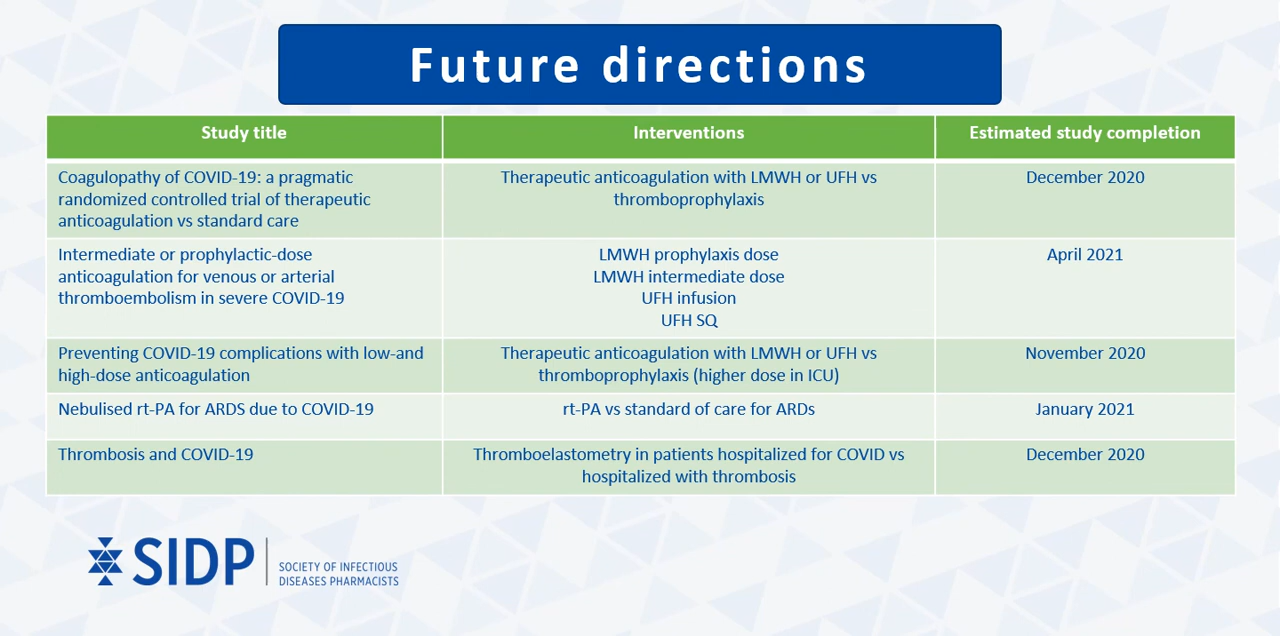 Future directions
Study title
Interventions
Estimated study completion
Coagulopathy of COVID-19: a pragmatic
randomized controlled trial of therapeutic
anticoagulation vs standard care
Therapeutic anticoagulation with LMWH or UFH vs
thromboprophylaxis
December 2020
Intermediate or prophylactic-dose
anticoagulation for venous or arterial
thromboembolism in severe COVID-19
LMWH prophylaxis dose
LMWH intermediate dose
UFH infusion
UFH SQ
April 2021
Preventing COVID-19 complications with low-and
high-dose anticoagulation
Therapeutic anticoagulation with LMWH or UFH vs
thromboprophylaxis (higher dose in ICU)
November 2020
Nebulised rt-PA for ARDS due to COVID-19
rt-PA vs standard of care for ARDs
January 2021
Thrombosis and COVID-19
Thromboelastometry in patients hospitalized for COVID vs
hospitalized with thrombosis
December 2020
SIDP
SOCIETY OF INFECTIOUS
DISEASES PHARMACISTS